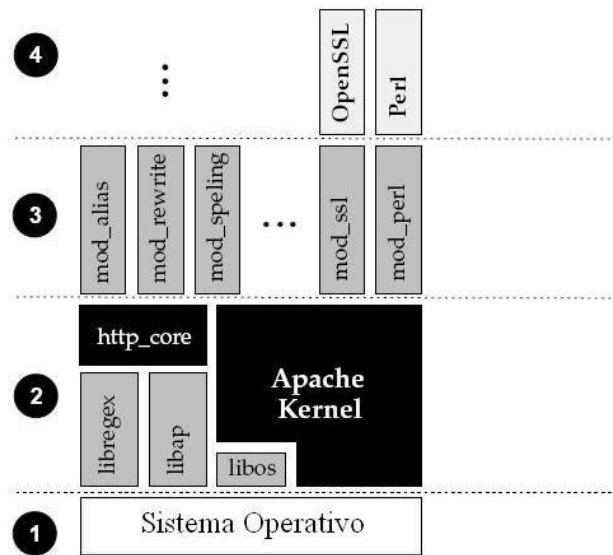 4
OpenSSL
Perl
⋮
3
mod_alias
mod_rewrite
mod_speling
...
mod_ssl
mod_perl
2
http_core
Apache
Kernel
libregex
libap
libos
1
Sistema Operativo